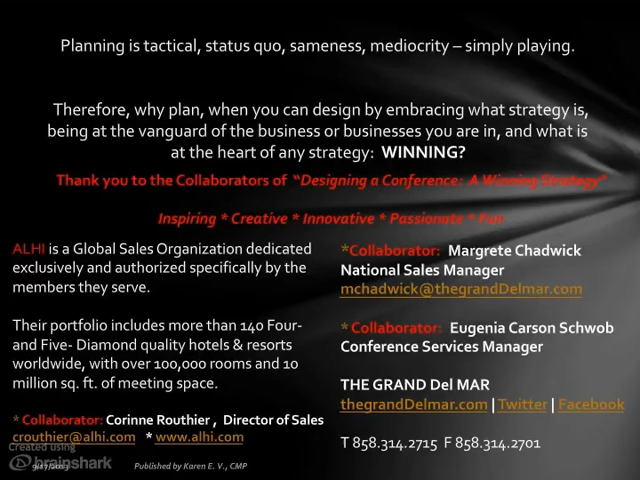 Planning is tactical, status quo, sameness, mediocrity – simply playing.
Therefore, why plan, when you can design by embracing what strategy is,
being at the vanguard of the business or businesses you are in, and what is
at the heart of any strategy: WINNING?
Thank you to the Collaborators of "Designing a Conference: A Winning Strategy"
Inspiring * Creative * Innovative * Passionate * Fun
ALHI is a Global Sales Organization dedicated
exclusively and authorized specifically by the
members they serve.
Their portfolio includes more than 140 Four-
and Five- Diamond quality hotels & resorts
worldwide, with over 100,000 rooms and 10
million sq. ft. of meeting space.
* Collaborator: Corinne Routhier , Director of Sales
crouthier@alhi.com * www.alhi.com
*Collaborator: Margrete Chadwick
National Sales Manager
mchadwick@thegrandDelmar.com
* Collaborator: Eugenia Carson Schwob
Conference Services Manager
THE GRAND Del MAR
thegrandDelmar.com | Twitter | Facebook
T 858.314.2715 F 858.314.2701
Created using
brainshark
Published by Karen E. V., CMP